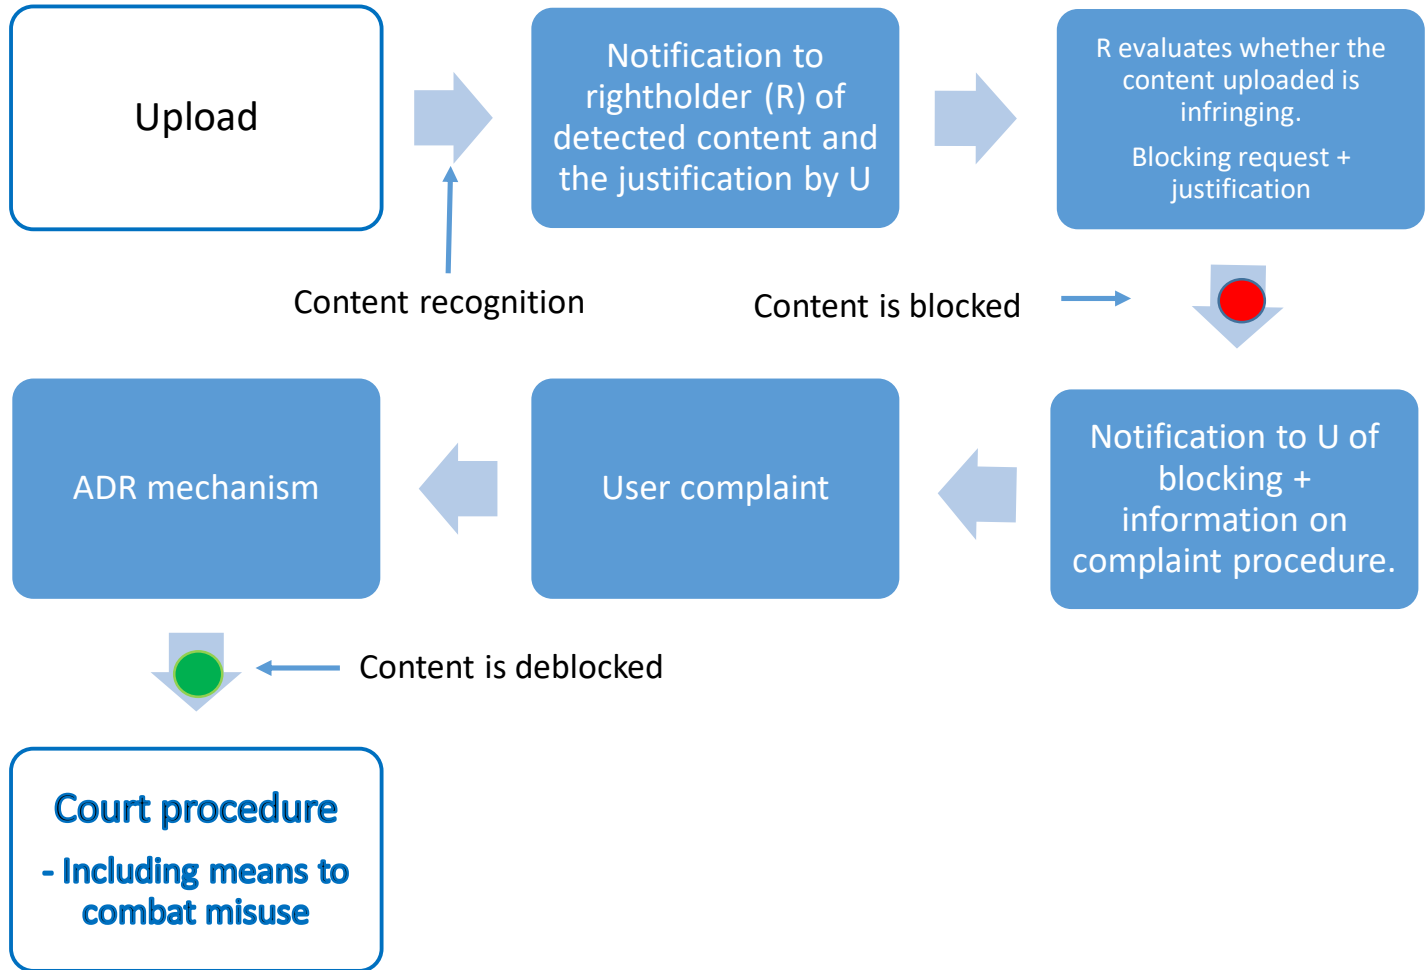 Upload
Notification to
rightholder (R) of
detected content and
the justification by U
R evaluates whether the
content uploaded is
infringing.
Blocking request +
justification
Content recognition
Content is blocked
ADR mechanism
User complaint
Notification to U of
blocking +
information on
complaint procedure.
Content is deblocked
Court procedure
- Including means to
combat misuse